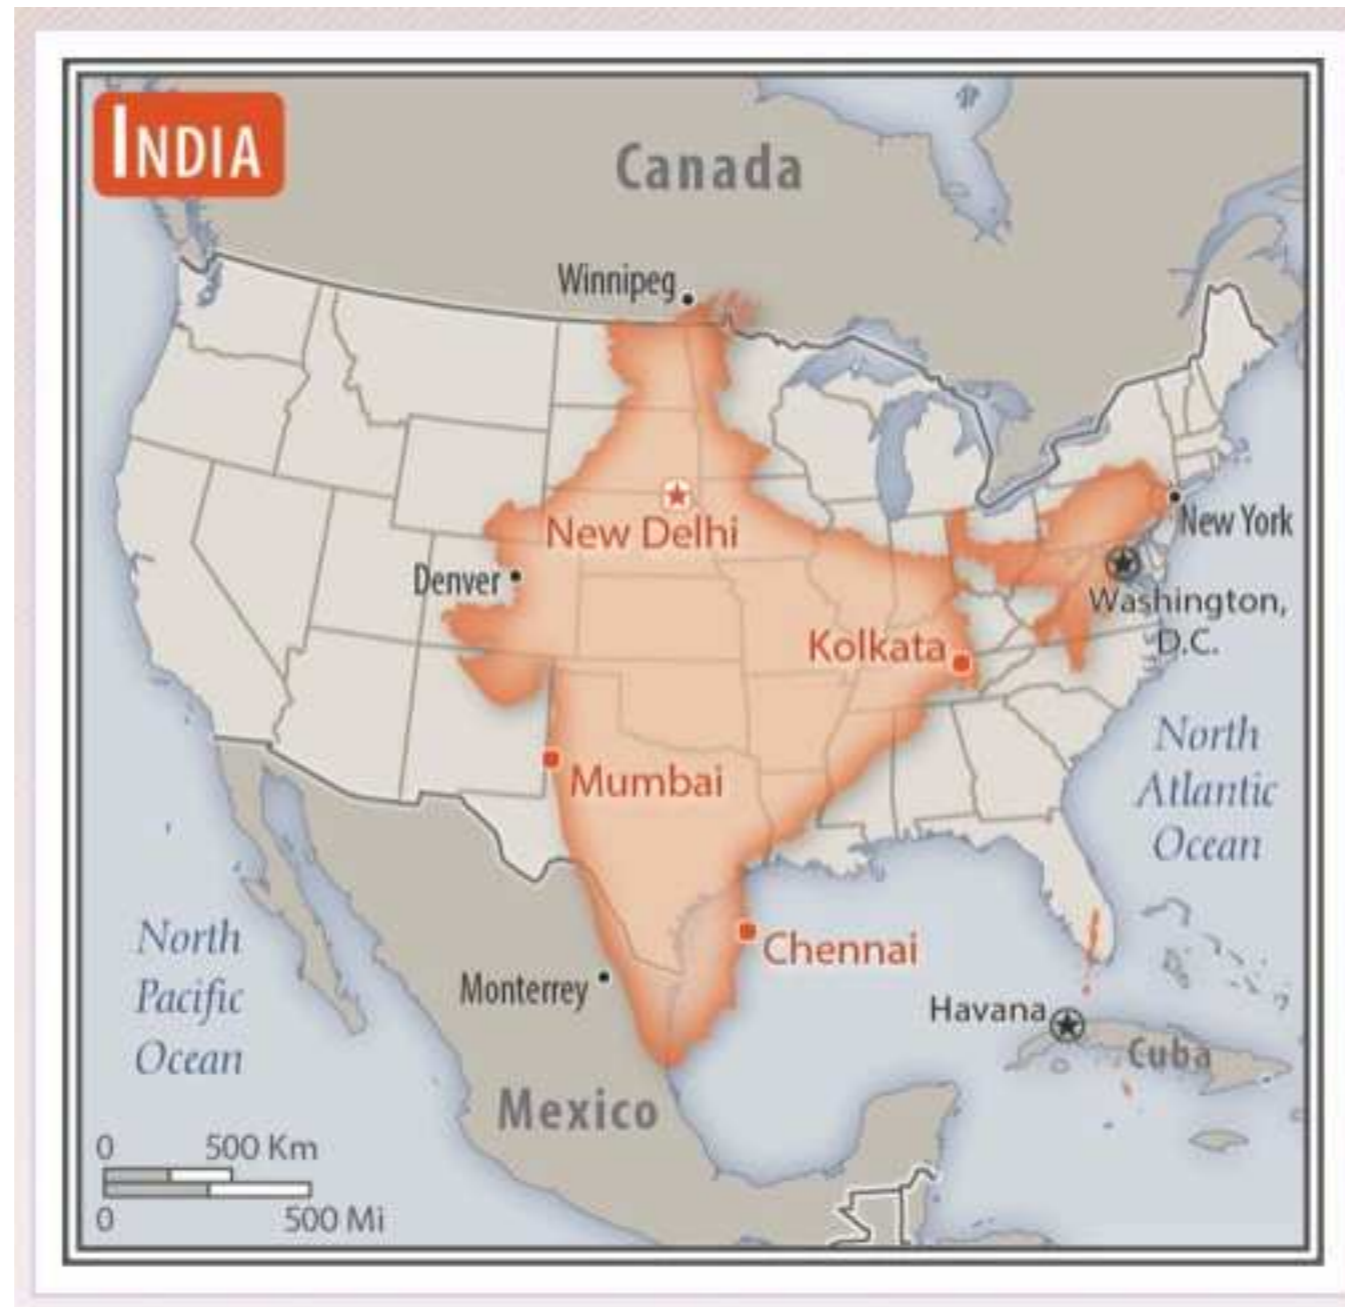 INDIA
Canada
Winnipeg
New York
New Delhi
Denver
Washington,
D.C.
Kolkata
North
Atlantic
Ocean
Mumbai
Chennai
North
Pacific
Ocean
Monterrey
Havana
Cuba
Mexico
0 500 Km
0 500 Mi